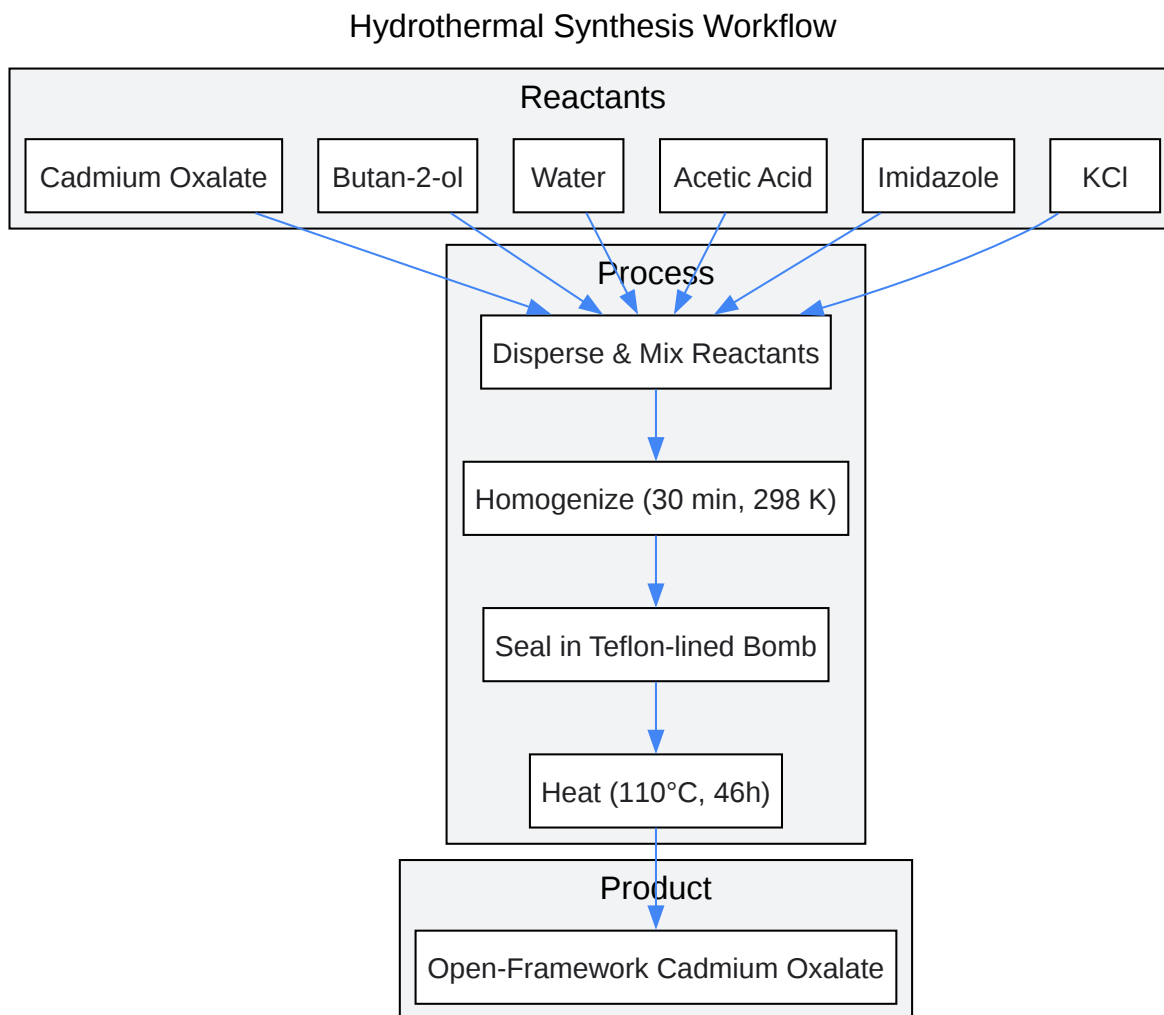 Hydrothermal Synthesis Workflow
Reactants
Cadmium Oxalate
Butan-2-ol
Water
Acetic Acid
Imidazole
KCl
Process
Disperse & Mix Reactants
Homogenize (30 min, 298 K)
Seal in Teflon-lined Bomb
Heat (110°C, 46h)
Product
Open-Framework Cadmium Oxalate